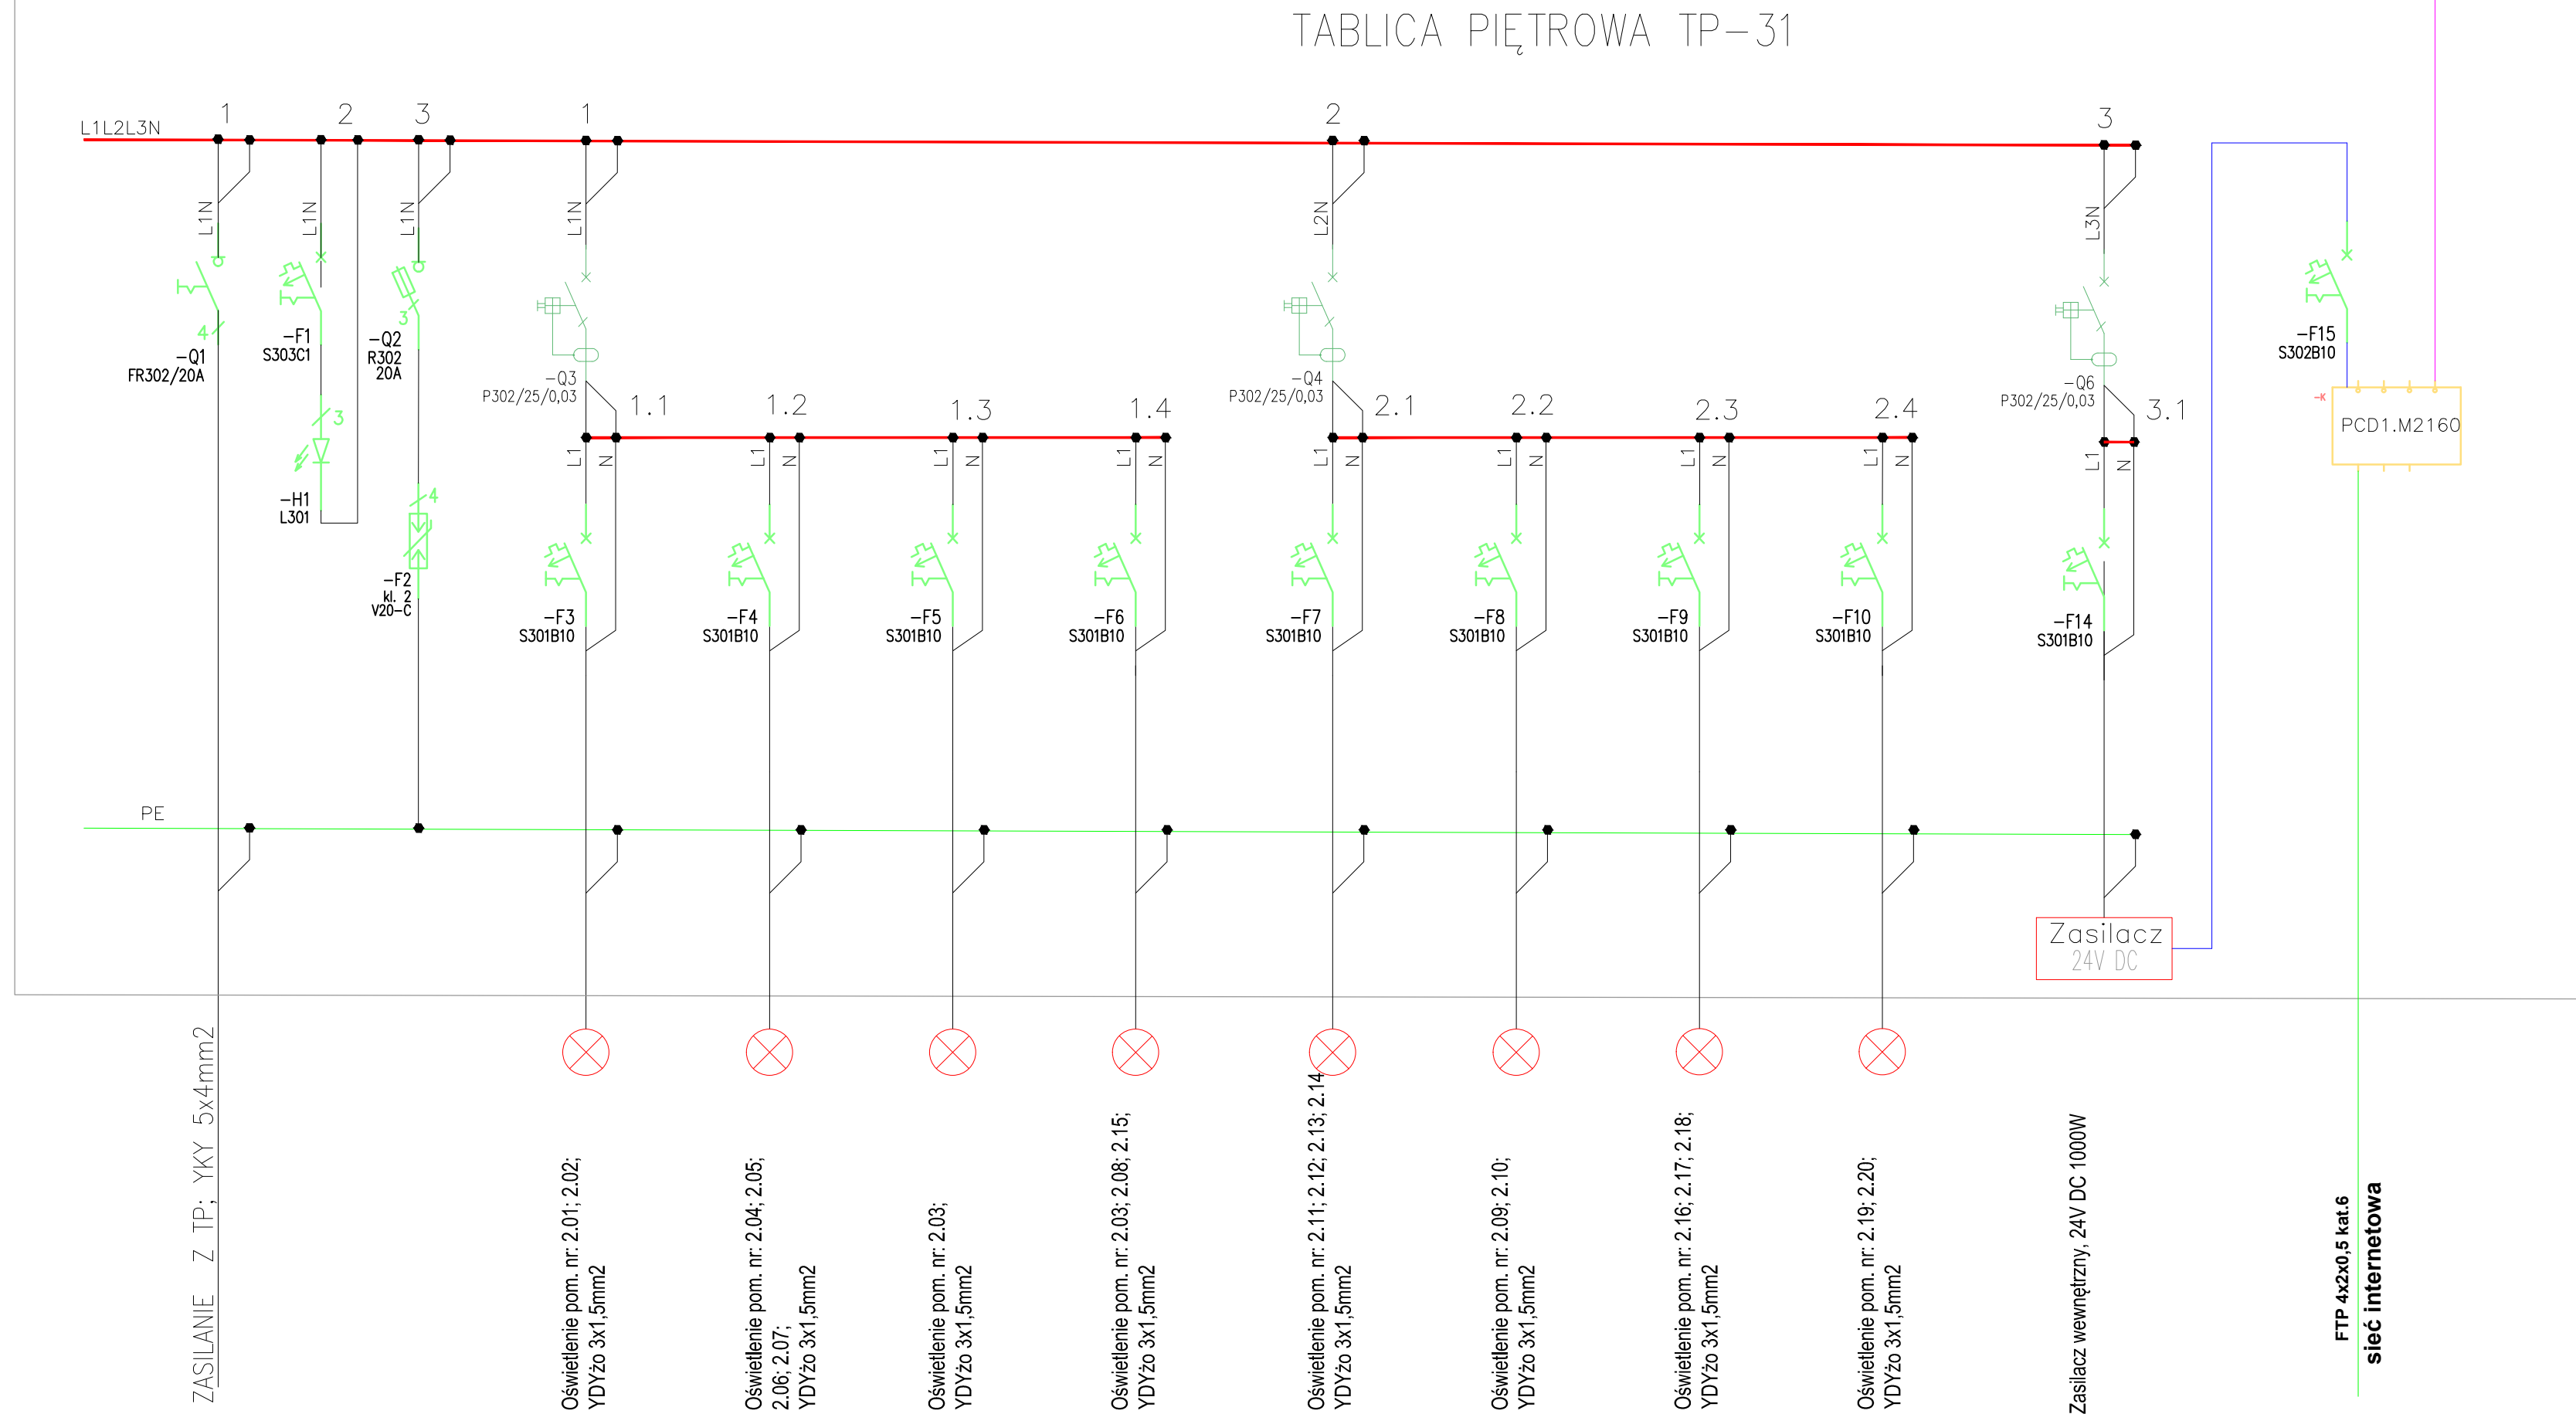 TABLICA PIĘTROWA TP-31
L1L2L3N
1
2
3
1
2
3
L1N
L1N
L1N
L1N
L2N
L3N
4
-Q1
FR302/20A
-F1
S303C1
3
-H1
L301
3
-Q2
R302
20A
4
-F2
kl. 2
V20-C
-Q3
P302/25/0,03
-Q4
P302/25/0,03
-Q6
P302/25/0,03
-F15
S302B10
-K
PCD1.M2160
1.1
1.2
1.3
1.4
2.1
2.2
2.3
2.4
3.1
L1
N
L1
N
L1
N
L1
N
L1
N
L1
N
L1
N
L1
N
L1
N
-F3
S301B10
-F4
S301B10
-F5
S301B10
-F6
S301B10
-F7
S301B10
-F8
S301B10
-F9
S301B10
-F10
S301B10
-F14
S301B10
PE
Zasilacz
24V DC
ZASILANIE Z TP; YKY 5x4mm2
Oświetlenie pom. nr: 2.01; 2.02;
YDYżo 3x1,5mm2
Oświetlenie pom. nr: 2.04; 2.05;
2.06; 2.07;
YDYżo 3x1,5mm2
Oświetlenie pom. nr: 2.03;
YDYżo 3x1,5mm2
Oświetlenie pom. nr: 2.03; 2.08; 2.15;
YDYżo 3x1,5mm2
Oświetlenie pom. nr: 2.11; 2.12; 2.13; 2.14
YDYżo 3x1,5mm2
Oświetlenie pom. nr: 2.09; 2.10;
YDYżo 3x1,5mm2
Oświetlenie pom. nr: 2.16; 2.17; 2.18;
YDYżo 3x1,5mm2
Oświetlenie pom. nr: 2.19; 2.20;
YDYżo 3x1,5mm2
Zasilacz wewnętrzny, 24V DC 1000W
FTP 4x2x0,5 kat.6
sieć internetowa